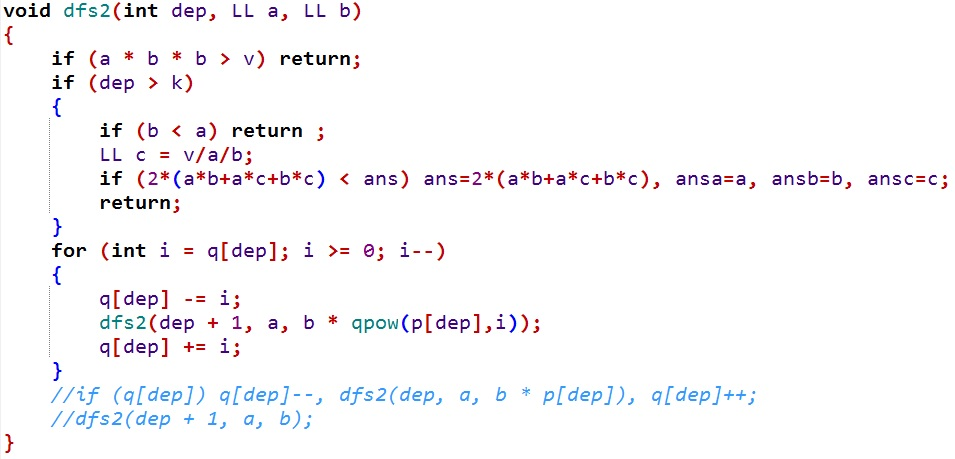 void dfs2(int dep, LL a, LL b)
{
    if (a * b * b > v) return;
    if (dep > k)
    {
        if (b < a) return ;
        LL c = v/a/b;
        if (2*(a*b+a*c+b*c) < ans) ans=2*(a*b+a*c+b*c), ansa=a, ansb=b, ansc=c;
        return;
    }
    for (int i = q[dep]; i >= 0; i--)
    {
        q[dep] -= i;
        dfs2(dep + 1, a, b * qpow(p[dep],i));
        q[dep] += i;
    }
    //if (q[dep]) q[dep]--, dfs2(dep, a, b * p[dep]), q[dep]++;
    //dfs2(dep + 1, a, b);
}